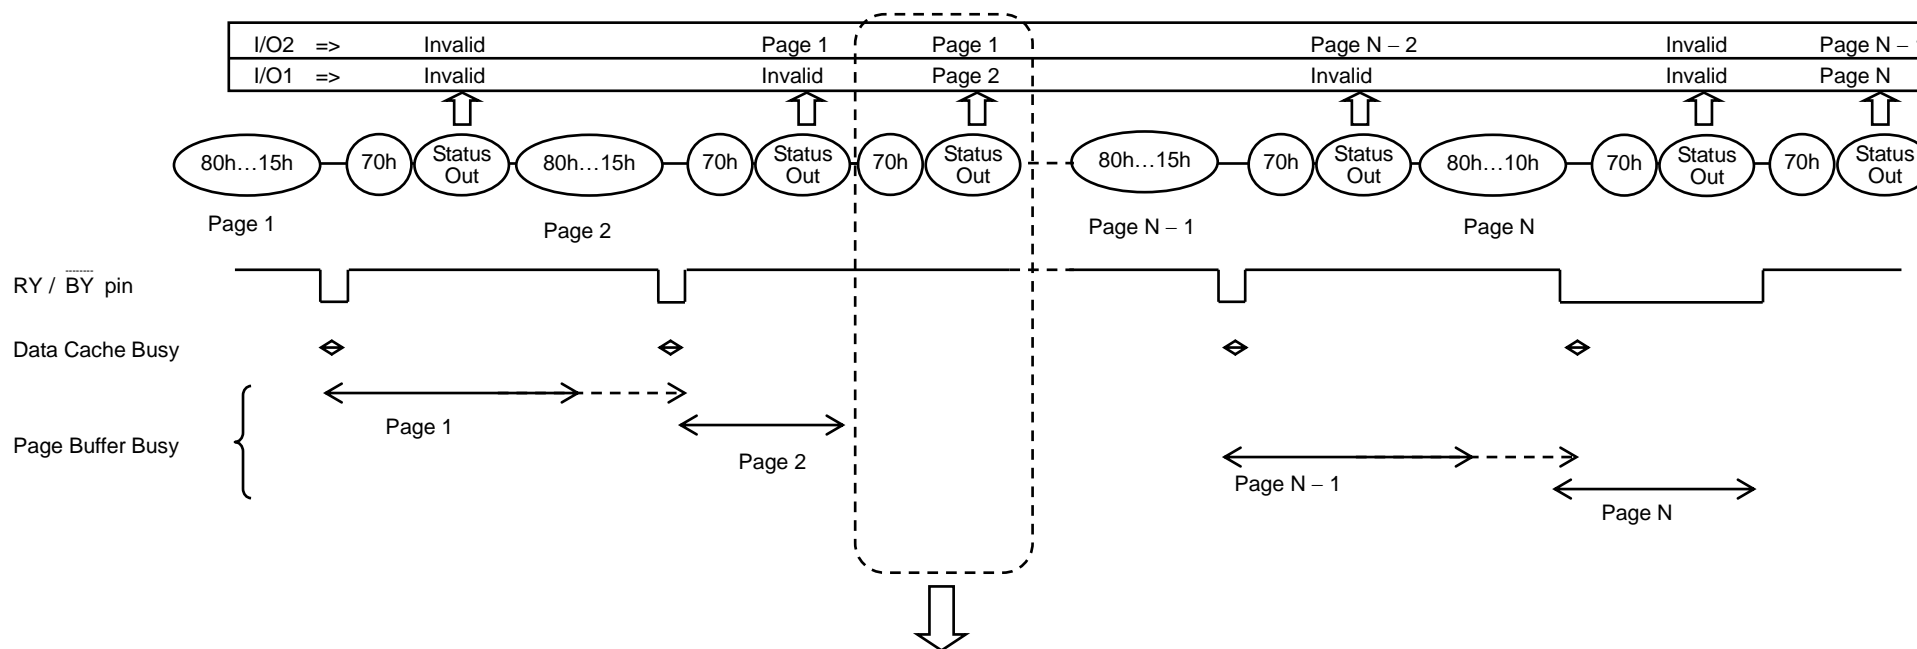 I/O2 => Invalid Page 1 Page 1 Page N – 2 Invalid Page N –
I/O1 => Invalid Invalid Page 2 Invalid Invalid Page N
80h…15h 70h Status Out 80h…15h 70h Status Out 70h Status Out 80h…15h 70h Status Out 80h…10h 70h Status Out 70h Status Out
Page 1 Page 2 Page N – 1 Page N
RY / BY pin
Data Cache Busy
Page 1
Page Buffer Busy
Page 2
Page N – 1
Page N